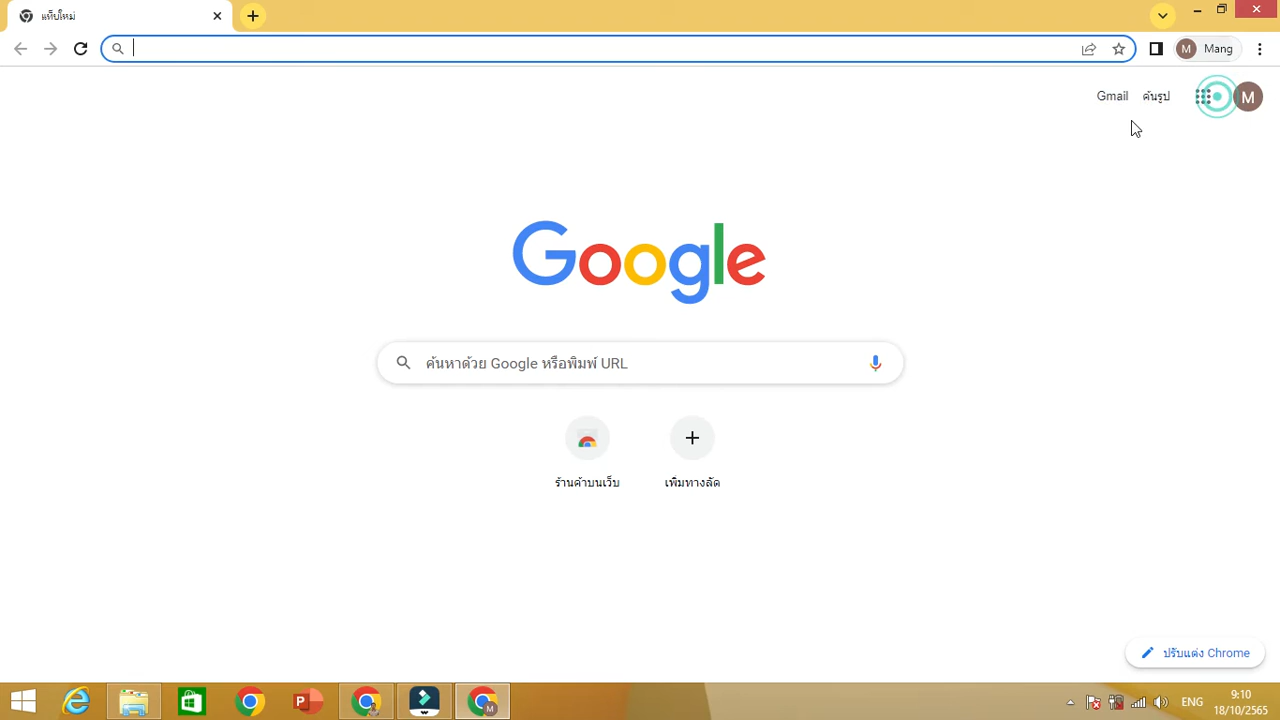 แท็บใหม่
M Mang
Gmail ค้นรูป M
Google
ค้นหาด้วย Google หรือพิมพ์ URL
ร้านค้าบนเว็บ เพิ่มทางลัด
ปรับแต่ง Chrome
ENG 9:10
18/10/2565